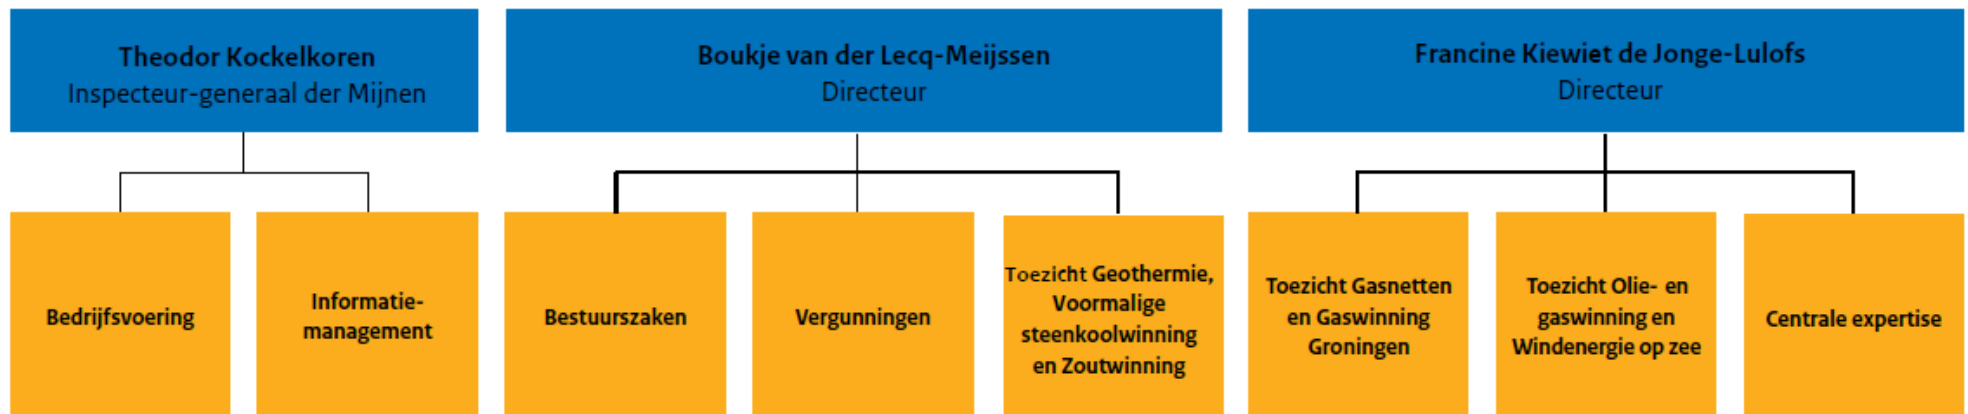 Theodor Kockelkoren
Inspecteur-generaal der Mijnen
Boukje van der Lecq-Meijssen
Directeur
Francine Kiewiet de Jonge-Lulofs
Directeur
Bedrijfsvoering
Informatie-
management
Bestuurszaken
Vergunningen
Toezicht Geothermie,
Voormalige
steenkoolwinning
en Zoutwinning
Toezicht Gasnetten
en Gaswinning
Groningen
Toezicht Olie- en
gaswinning en
Windenergie op zee
Centrale expertise